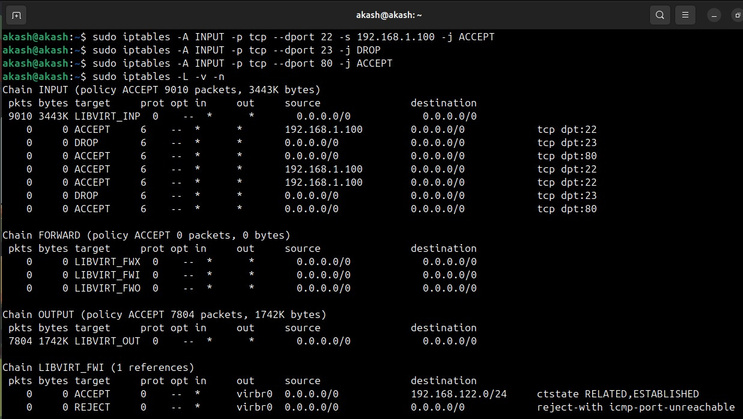 akash@akash: ~
akash@akash:~$ sudo iptables -A INPUT -p tcp --dport 22 -s 192.168.1.100 -j ACCEPT
akash@akash:~$ sudo iptables -A INPUT -p tcp --dport 23 -j DROP
akash@akash:~$ sudo iptables -A INPUT -p tcp --dport 80 -j ACCEPT
akash@akash:~$ sudo iptables -L -v -n
Chain INPUT (policy ACCEPT 9010 packets, 3443K bytes)
pkts bytes target prot opt in out source destination
9010 3443K LIBVIRT_INP 0 -- * * 0.0.0.0/0 0.0.0.0/0
0 0 ACCEPT 6 -- * * 192.168.1.100 0.0.0.0/0 tcp dpt:22
0 0 DROP 6 -- * * 0.0.0.0/0 0.0.0.0/0 tcp dpt:23
0 0 ACCEPT 6 -- * * 0.0.0.0/0 0.0.0.0/0 tcp dpt:80
0 0 ACCEPT 6 -- * * 192.168.1.100 0.0.0.0/0 tcp dpt:22
0 0 ACCEPT 6 -- * * 192.168.1.100 0.0.0.0/0 tcp dpt:22
0 0 DROP 6 -- * * 0.0.0.0/0 0.0.0.0/0 tcp dpt:23
0 0 ACCEPT 6 -- * * 0.0.0.0/0 0.0.0.0/0 tcp dpt:80
Chain FORWARD (policy ACCEPT 0 packets, 0 bytes)
pkts bytes target prot opt in out source destination
0 0 LIBVIRT_FWX 0 -- * * 0.0.0.0/0 0.0.0.0/0
0 0 LIBVIRT_FWI 0 -- * * 0.0.0.0/0 0.0.0.0/0
0 0 LIBVIRT_FWO 0 -- * * 0.0.0.0/0 0.0.0.0/0
Chain OUTPUT (policy ACCEPT 7804 packets, 1742K bytes)
pkts bytes target prot opt in out source destination
7804 1742K LIBVIRT_OUT 0 -- * * 0.0.0.0/0 0.0.0.0/0
Chain LIBVIRT_FWI (1 references)
pkts bytes target prot opt in out source destination
0 0 ACCEPT 0 -- * virbr0 0.0.0.0/0 192.168.122.0/24 ctstate RELATED,ESTABLISHED
0 0 REJECT 0 -- * virbr0 0.0.0.0/0 0.0.0.0/0 reject-with icmp-port-unreachable